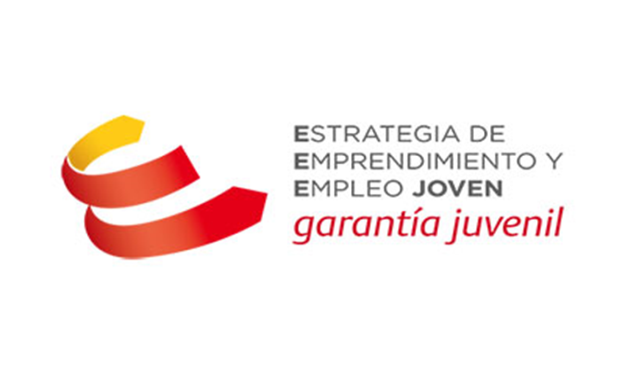 ESTRATEGIA DE
EMPRENDIMIENTO Y
EMPLEO JOVEN
garantía juvenil